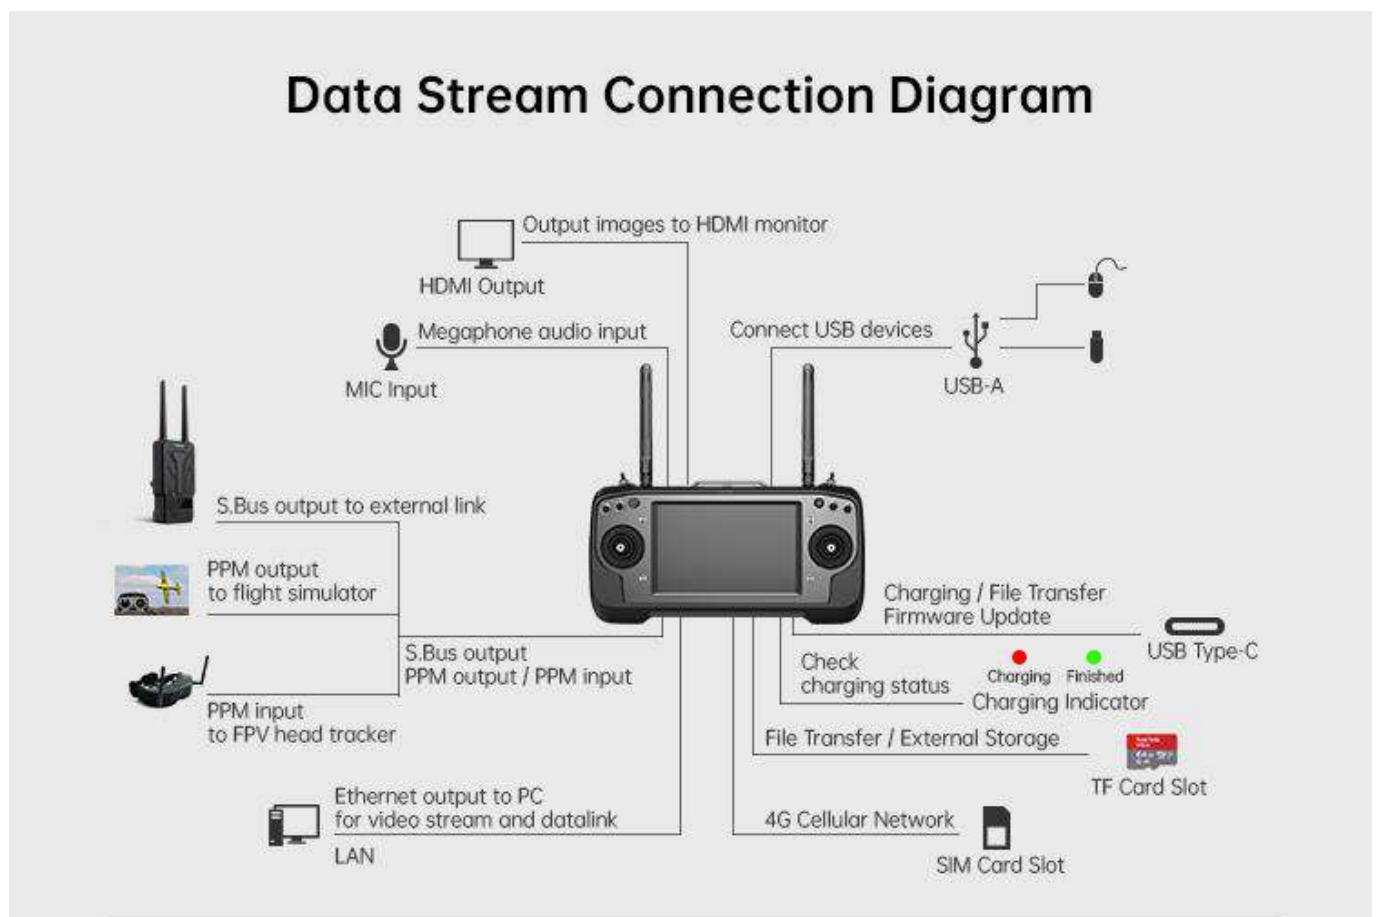 Data Stream Connection Diagram
Output images to HDMI monitor
HDMI Output
Megaphone audio input
MIC Input
Connect USB devices
USB-A
S.Bus output to external link
PPM output
to flight simulator
S.Bus output
PPM output / PPM input
PPM input
to FPV head tracker
Ethernet output to PC
for video stream and datalink
LAN
Charging / File Transfer
Firmware Update
USB Type-C
Check
charging status
Charging
Finished
Charging Indicator
File Transfer / External Storage
TF Card Slot
4G Cellular Network
SIM Card Slot